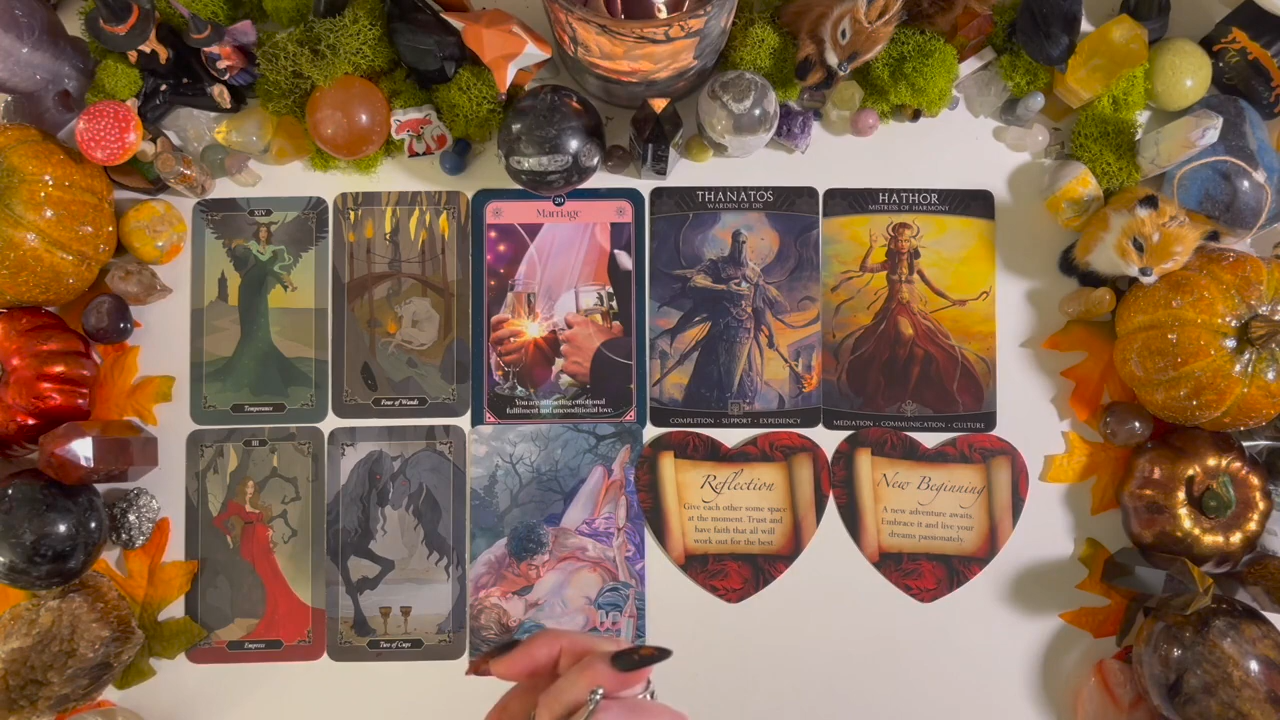 XIV
Temperance
Four of Wands
20
Marriage
You are attracting emotional
fulfilment and unconditional love.
THANATOS
WARDEN OF DIS
COMPLETION • SUPPORT • EXPEDIENCY
HATHOR
MISTRESS OF HARMONY
MEDIATION • COMMUNICATION • CULTURE
III
Empress
Two of Cups
Reflection
Give each other some space
at the moment. Trust and
have faith that all will
work out for the best.
New Beginning
A new adventure awaits.
Embrace it and live your
dreams passionately.